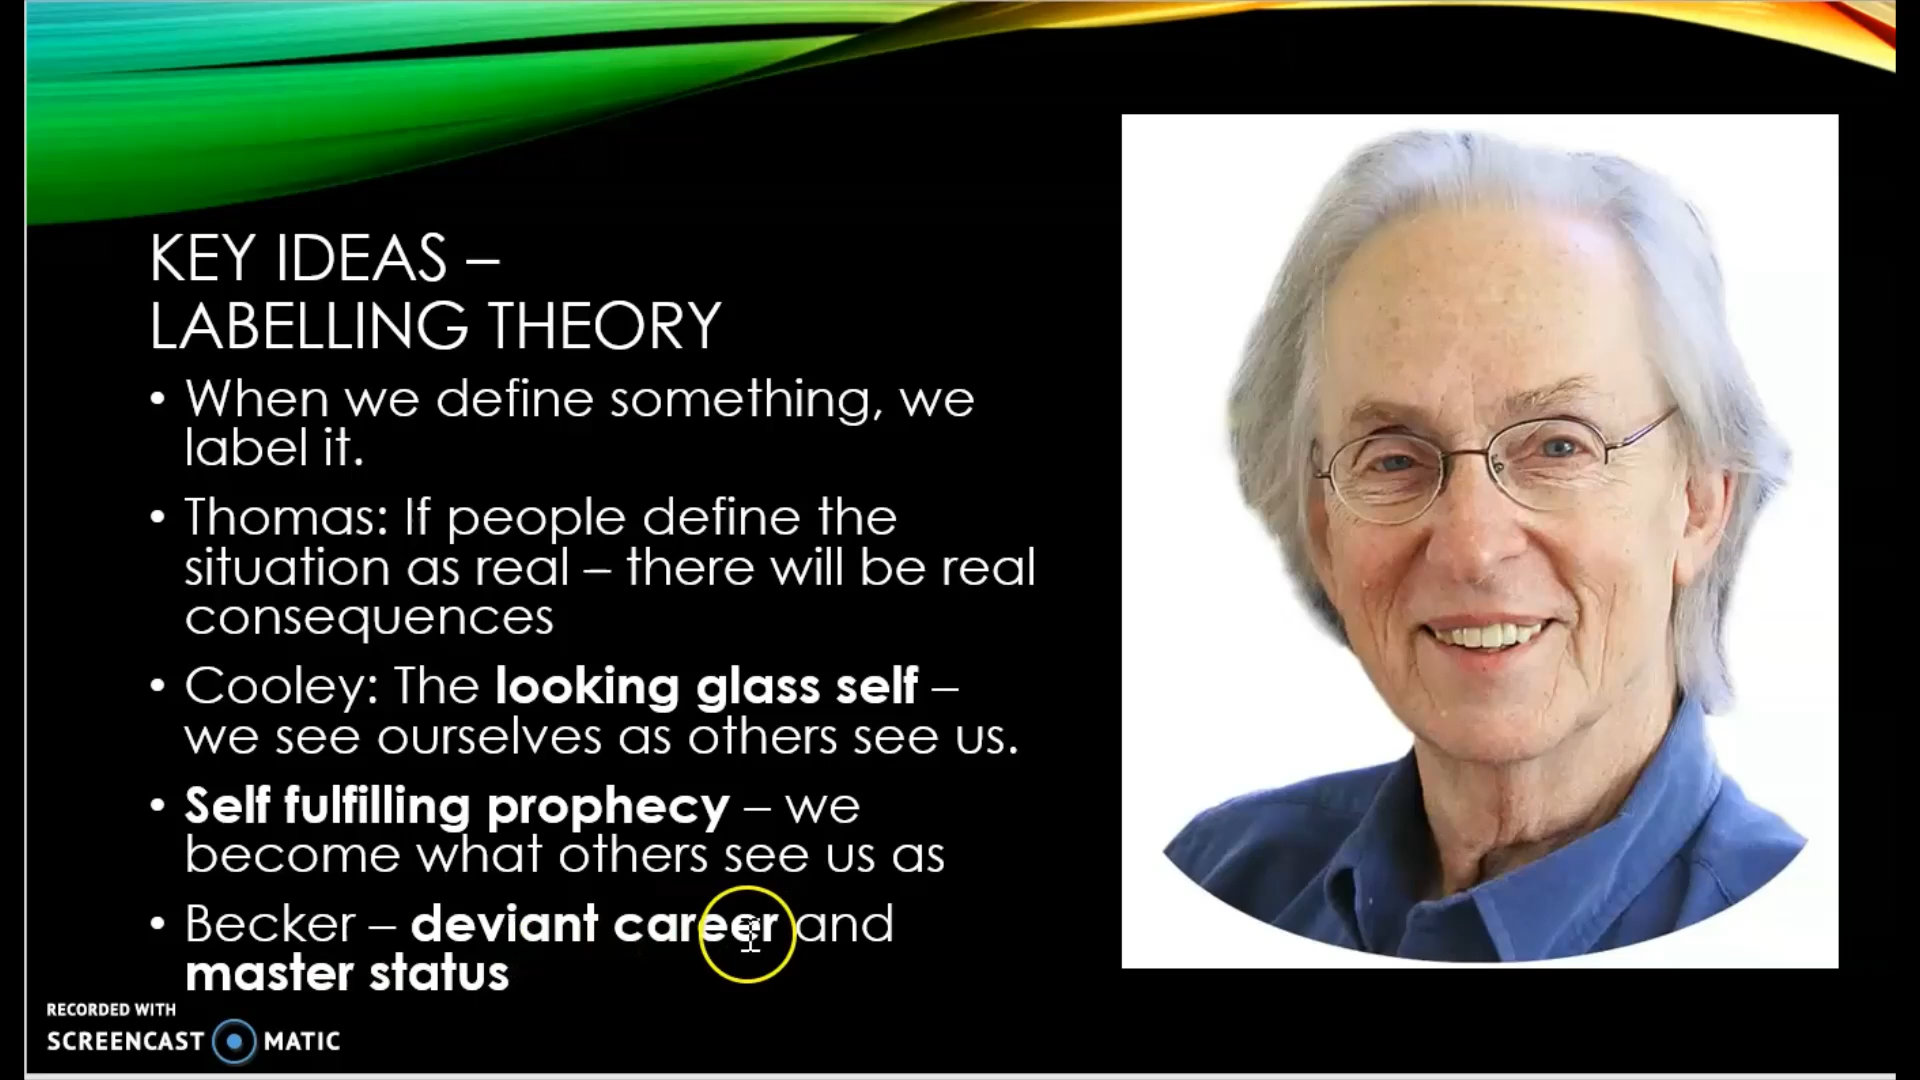 KEY IDEAS –
LABELLING THEORY
• When we define something, we
label it.
• Thomas: If people define the
situation as real – there will be real
consequences
• Cooley: The looking glass self –
we see ourselves as others see us.
• Self fulfilling prophecy – we
become what others see us as
• Becker – deviant career and
master status
RECORDED WITH
SCREENCAST MATIC